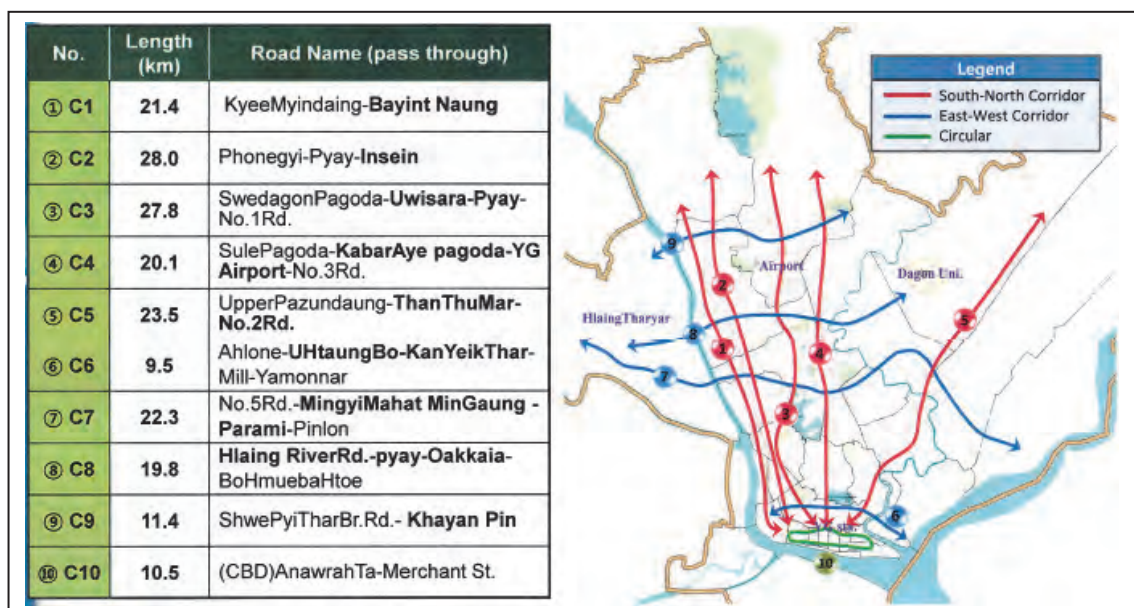 No. Length (km) Road Name (pass through)
① C1 21.4 KyeeMyindaing-Bayint Naung
② C2 28.0 Phonegyi-Pyay-Insein
③ C3 27.8 SwedagonPagoda-Uwisara-Pyay-
No.1Rd.
④ C4 20.1 SulePagoda-KabarAye pagoda-YG
Airport-No.3Rd.
⑤ C5 23.5 UpperPazundaung-ThanThuMar-
No.2Rd.
⑥ C6 9.5 Ahlone-UHtaungBo-KanYeikThar-
Mill-Yamonnar
⑦ C7 22.3 No.5Rd.-MingyiMahat MinGaung -
Parami-Pinlon
⑧ C8 19.8 Hlaing RiverRd.-pyay-Oakkaia-
BoHmuebaHtoe
⑨ C9 11.4 ShwePyiTharBr.Rd.- Khayan Pin
⑩ C10 10.5 (CBD)AnawrahTa-Merchant St.
Legend
South-North Corridor
East-West Corridor
Circular
9
Airport
2
Dagon Uni.
HlaingTharyar
5
8
1
4
7
3
6
10